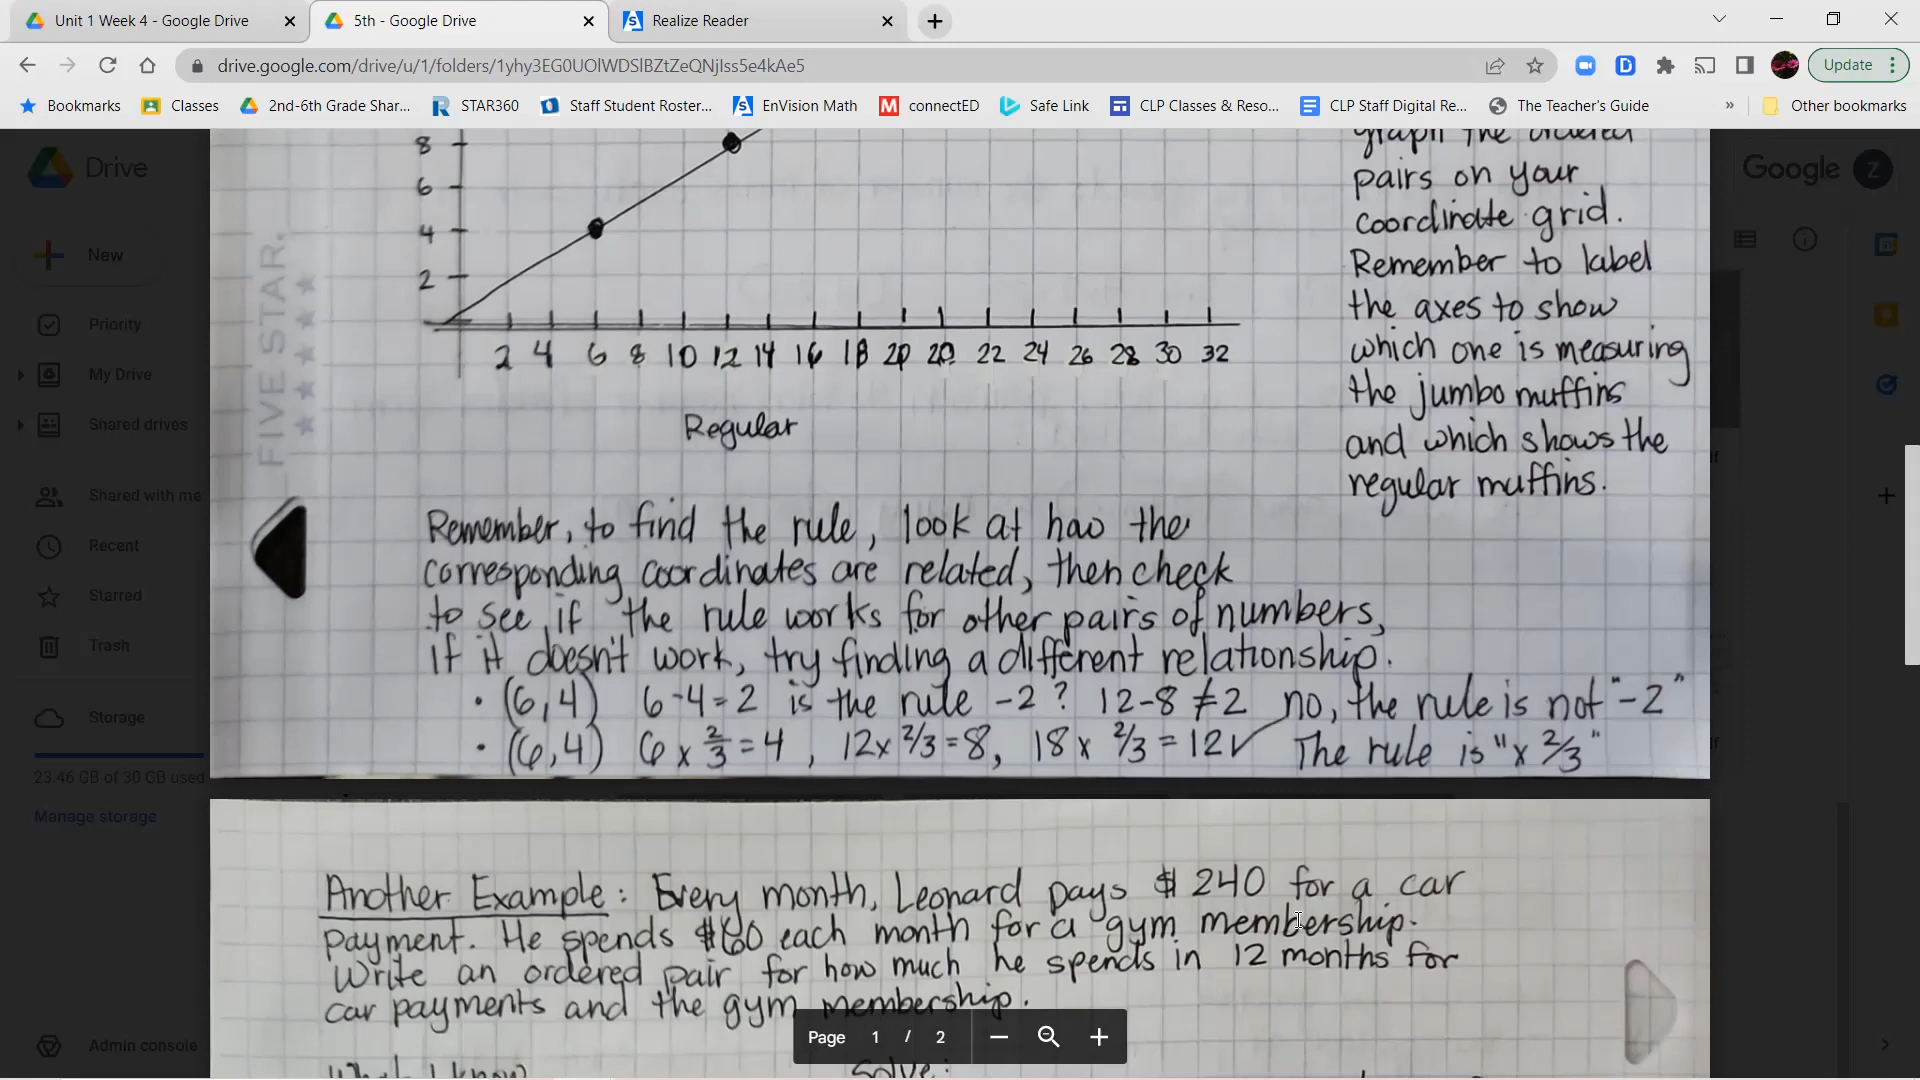 Unit 1 Week 4 - Google Drive
5th - Google Drive
Realize Reader
drive.google.com/drive/u/1/folders/1yhy3EG0UOlWDSlBZtZeQNjlss5e4kAe5
Update
Bookmarks
Classes
2nd-6th Grade Shar...
STAR360
Staff Student Roster...
EnVision Math
connectED
Safe Link
CLP Classes & Reso...
CLP Staff Digital Re...
The Teacher's Guide
»
Other bookmarks
Drive
Google
Z
New
Priority
My Drive
Shared drives
Shared with me
Recent
Starred
Trash
Storage
23.46 GB of 30 GB used
Manage storage
Admin console
FIVE STAR.
8
6
4
2
2 4 6 8 10 12 14 16 18 20 20 22 24 26 28 30 32
Regular
graph the ordered
pairs on your
coordinate grid.
Remember to label
the axes to show
which one is measuring
the jumbo muffins
and which shows the
regular muffins.
Remember, to find the rule, look at how the
corresponding coordinates are related, then check
to see if the rule works for other pairs of numbers,
If it doesn't work, try finding a different relationship.
• (6,4) 6-4=2 is the rule -2? 12-8≠2 no, the rule is not "-2"
• (6,4) 6 x 2/3 = 4, 12 x 2/3 = 8, 18 x 2/3 = 12✓ The rule is "x 2/3"
Another Example: Every month, Leonard pays $240 for a car
payment. He spends $60 each month for a gym membership.
Write an ordered pair for how much he spends in 12 months for
car payments and the gym membership.
What I know
Solve:
Page 1 / 2